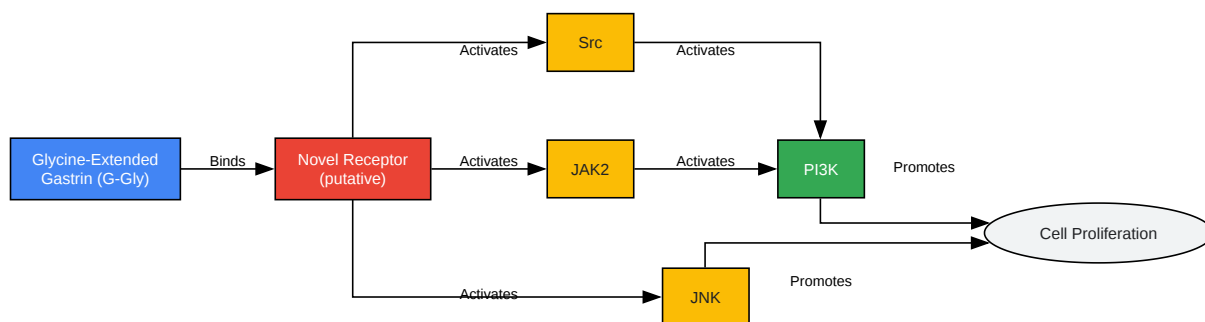 Activates
Src
Activates
Glycine-Extended
Gastrin (G-Gly)
Binds
Novel Receptor
(putative)
Activates
JAK2
Activates
PI3K
Promotes
Cell Proliferation
Activates
JNK
Promotes